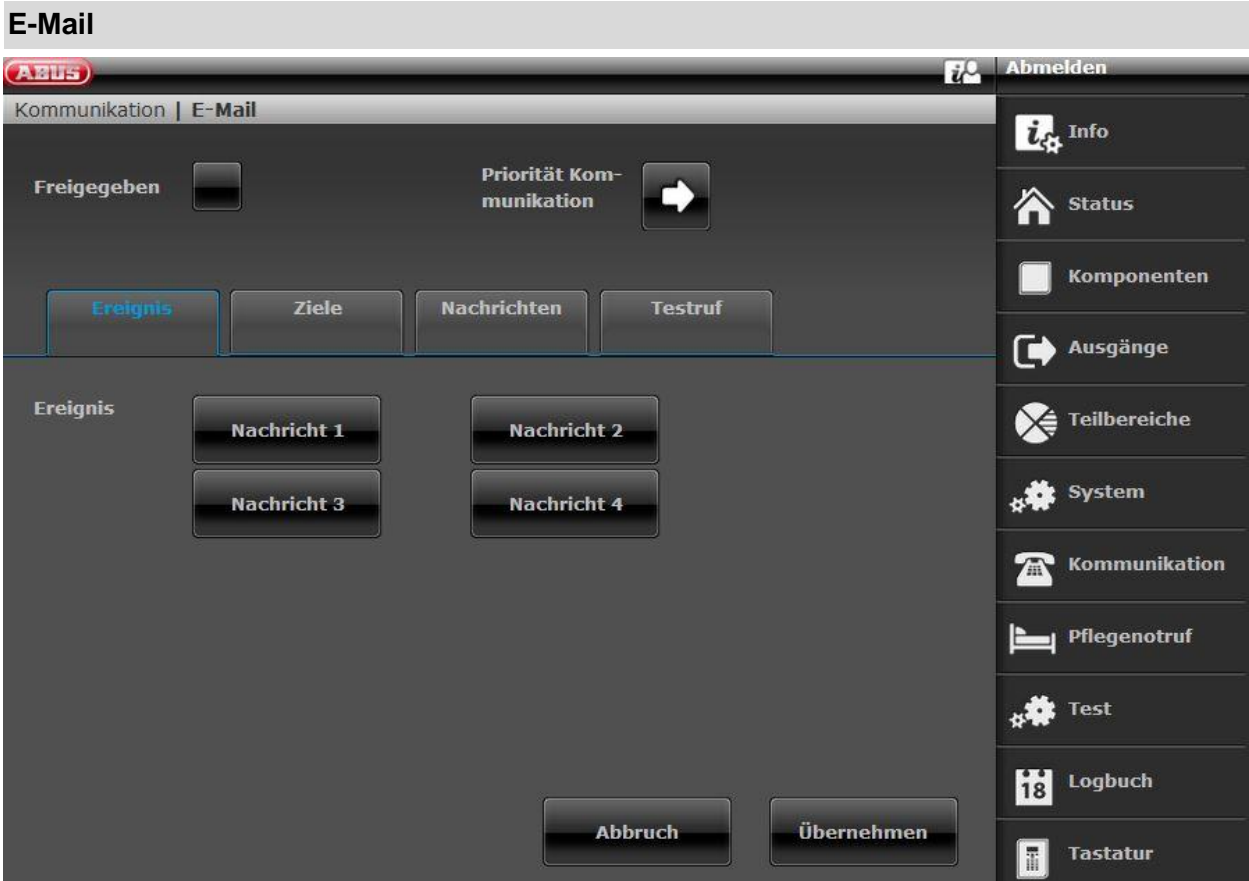 E-Mail
ABUS
Abmelden
Kommunikation | E-Mail
Freigegeben
Priorität Kom-
munikation
Ereignis
Ziele
Nachrichten
Testruf
Ereignis
Nachricht 1
Nachricht 2
Nachricht 3
Nachricht 4
Abbruch
Übernehmen
Info
Status
Komponenten
Ausgänge
Teilbereiche
System
Kommunikation
Pflegenotruf
Test
18
Logbuch
Tastatur